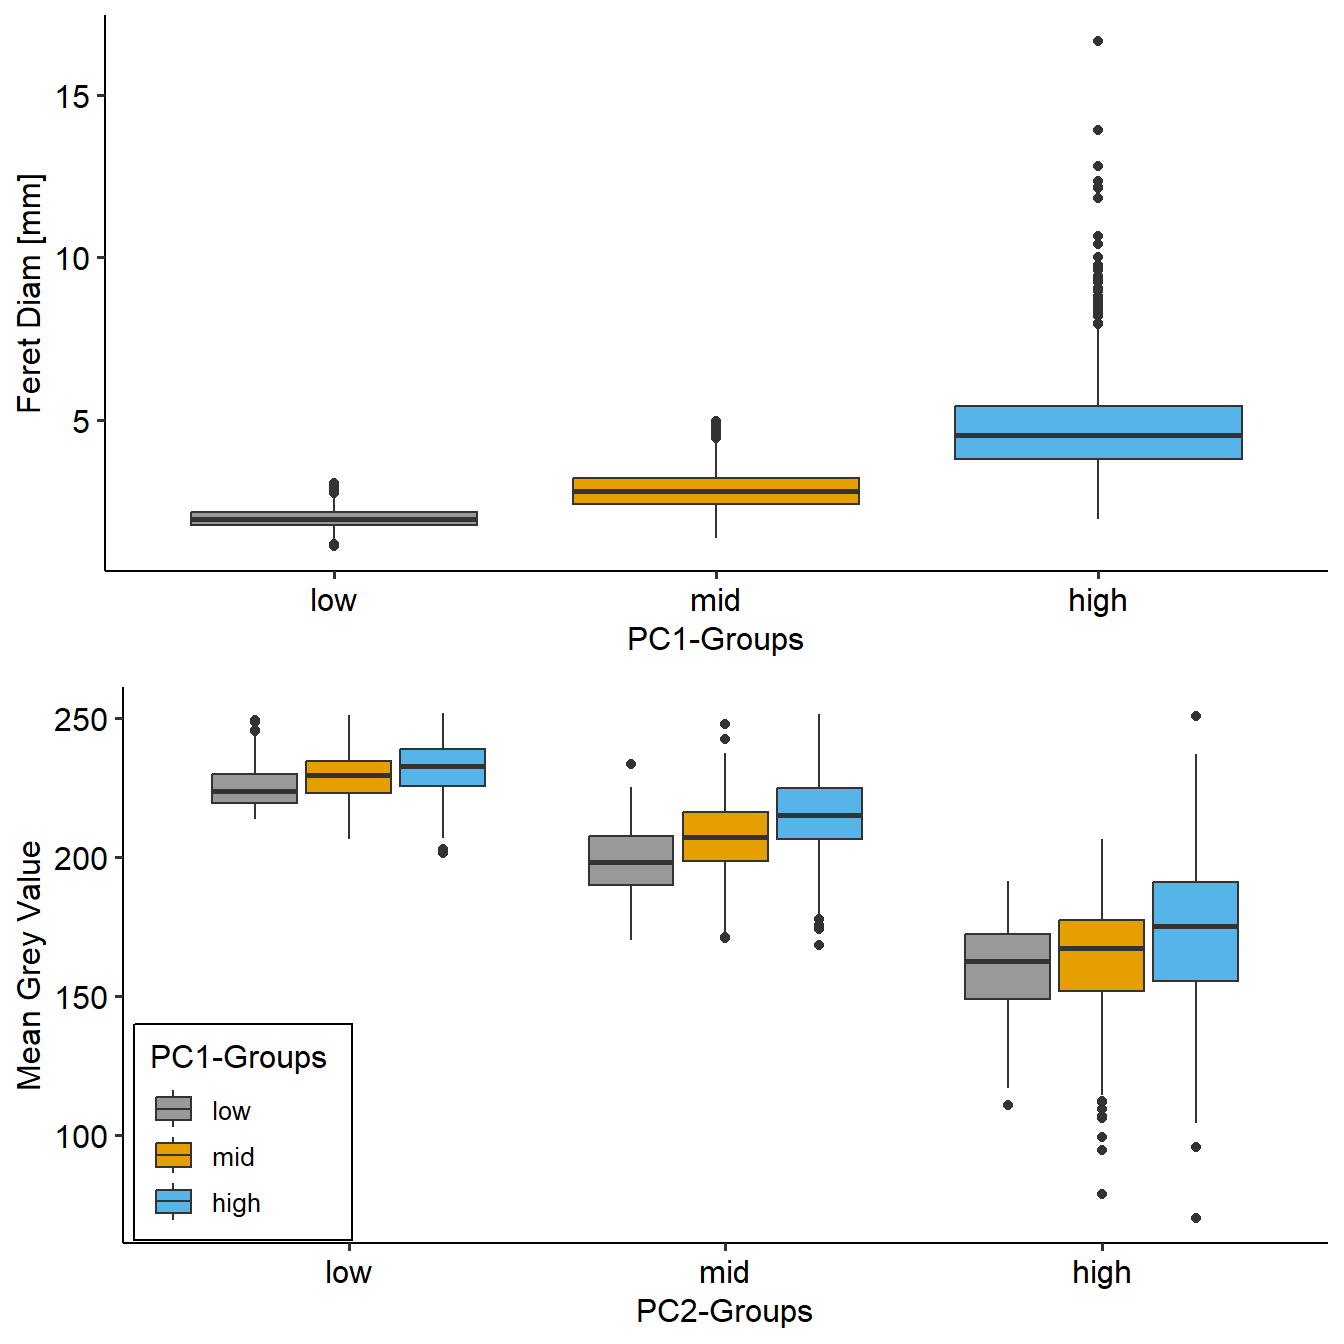 Feret Diam [mm]
15
10
5
low mid high
PC1-Groups
Mean Grey Value
250
200
150
100
PC1-Groups
low
mid
high
low mid high
PC2-Groups